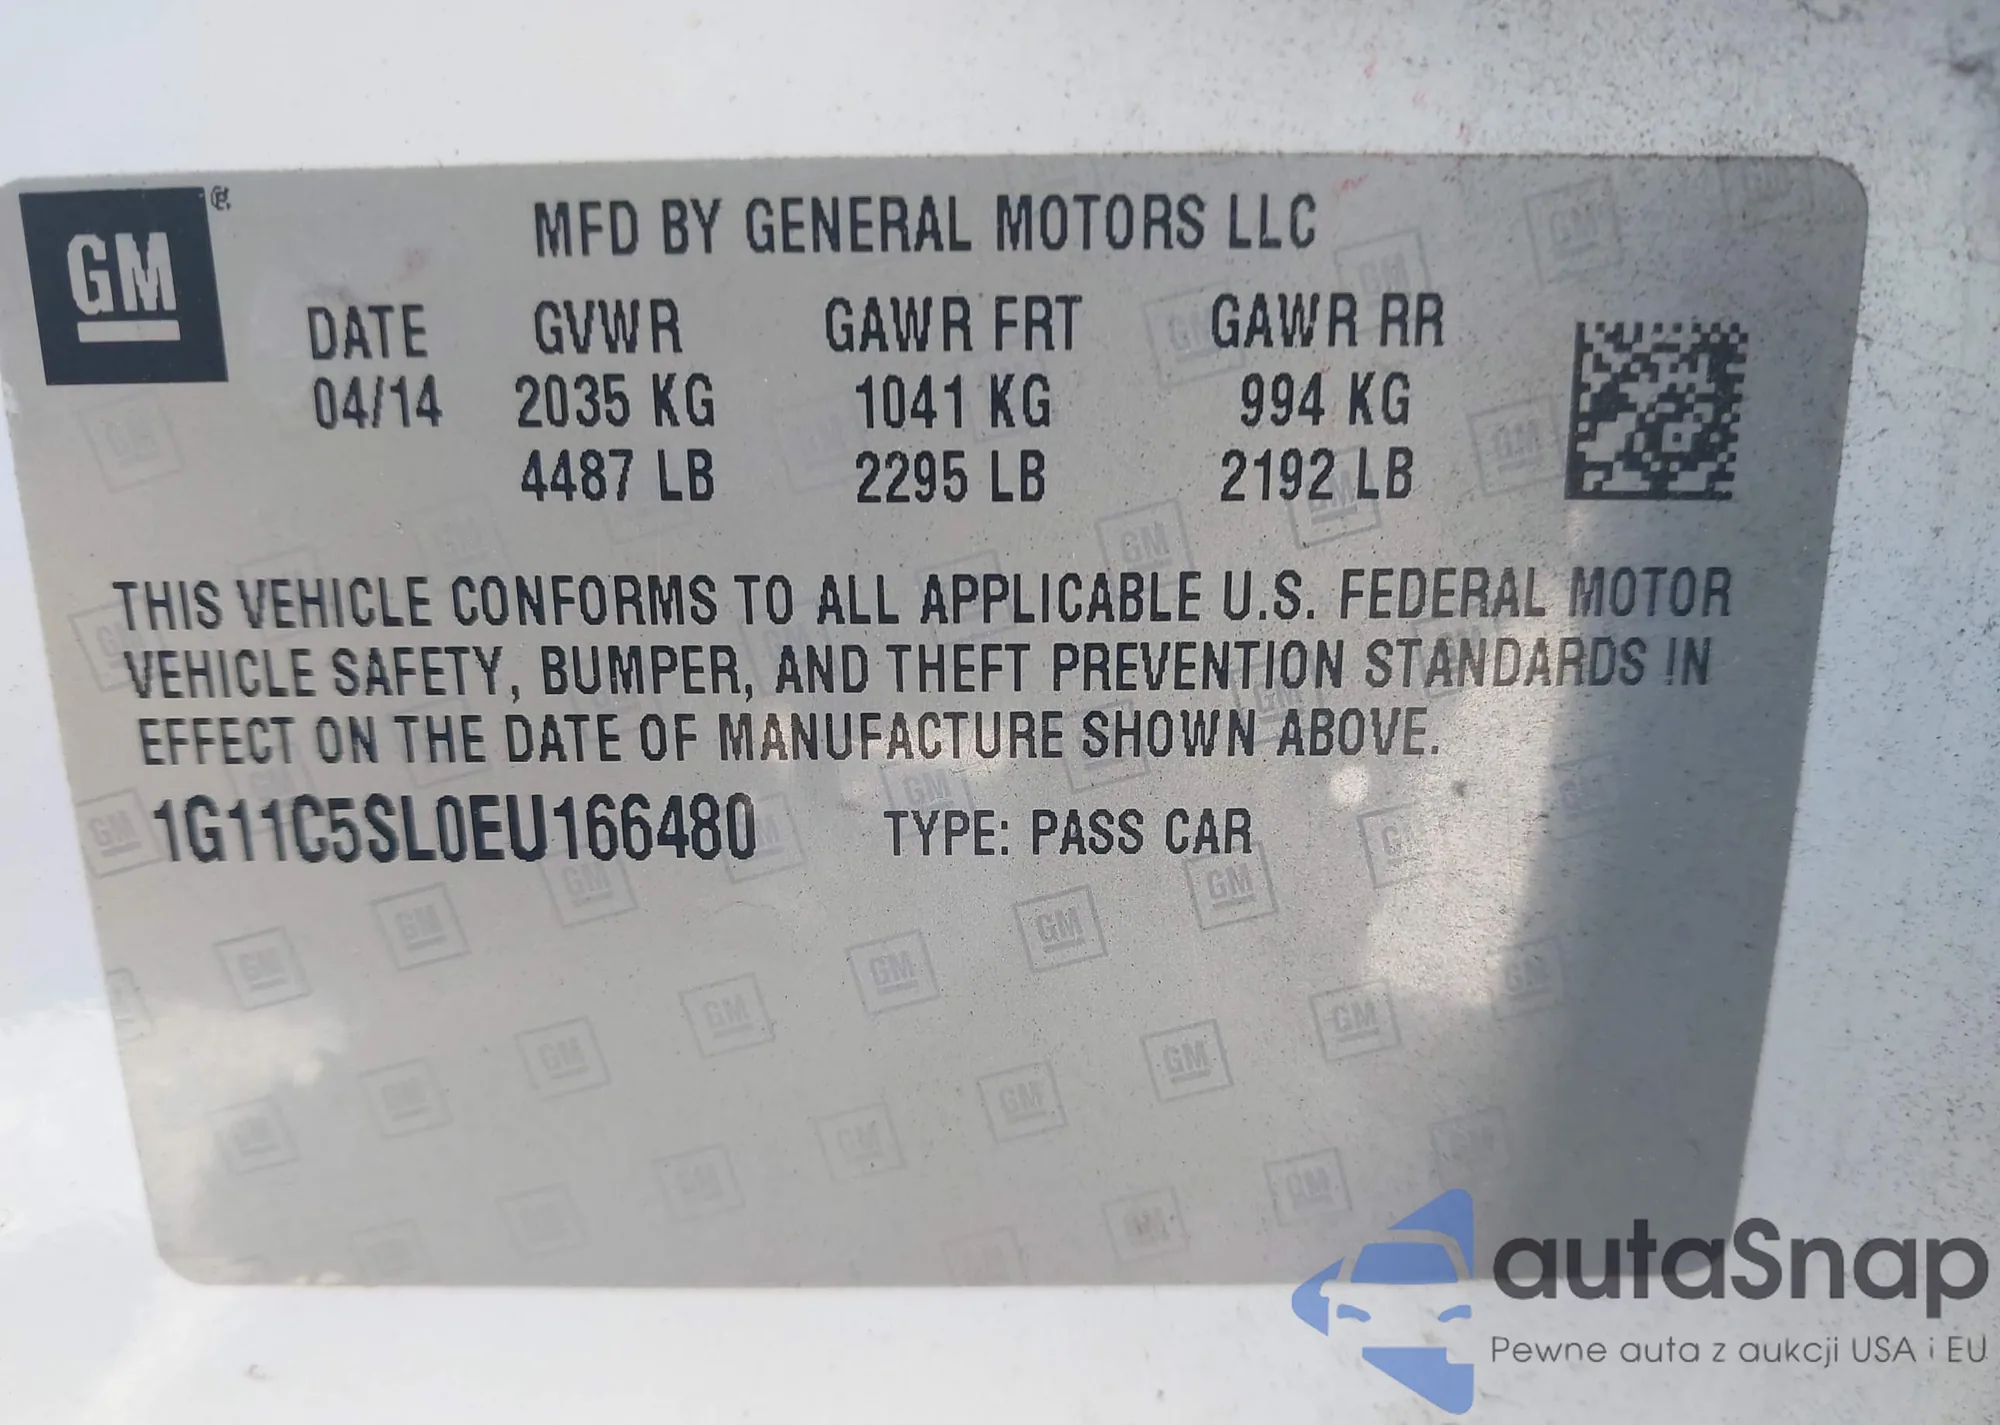 GM
MFD BY GENERAL MOTORS LLC
DATE GVWR GAWR FRT GAWR RR
04/14 2035 KG 1041 KG 994 KG
4487 LB 2295 LB 2192 LB
THIS VEHICLE CONFORMS TO ALL APPLICABLE U.S. FEDERAL MOTOR
VEHICLE SAFETY, BUMPER, AND THEFT PREVENTION STANDARDS IN
EFFECT ON THE DATE OF MANUFACTURE SHOWN ABOVE.
1G11C5SL0EU166480 TYPE: PASS CAR
autaSnap
Pewne auta z aukcji USA i EU